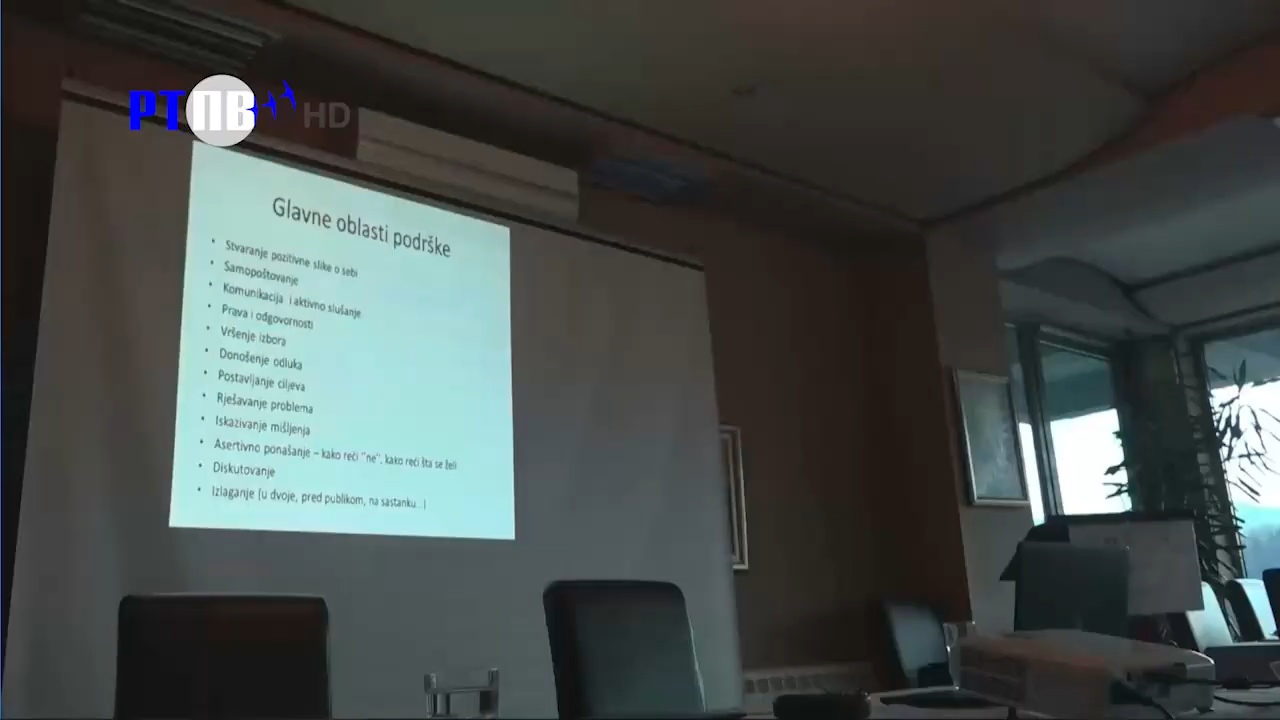 РТПВ HD
Glavne oblasti podrške
• Stvaranje pozitivne slike o sebi
• Samopoštovanje
• Komunikacija i aktivno slušanje
• Prava i odgovornosti
• Vršenje izbora
• Donošenje odluka
• Postavljanje ciljeva
• Rješavanje problema
• Iskazivanje mišljenja
• Asertivno ponašanje – kako reći ''ne'', kako reći šta se želi
• Diskutovanje
• Izlaganje (u dvoje, pred publikom, na sastanku...)